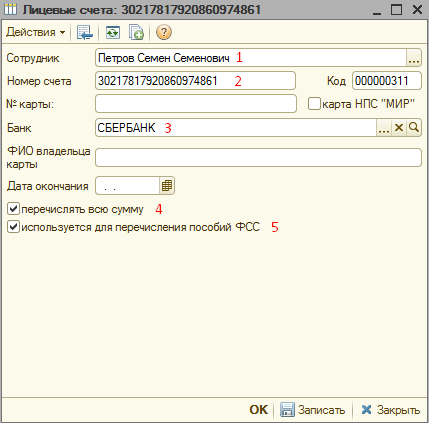 Лицевые счета: 30217817920860974861
Действия
Сотрудник Петров Семен Семенович 1 ...
Номер счета 30217817920860974861 2 Код 000000311
№ карты: карта НПС "МИР"
Банк СБЕРБАНК 3 ... x
ФИО владельца
карты
Дата окончания . .
перечислять всю сумму 4
используется для перечисления пособий ФСС 5
OK Записать Закрыть